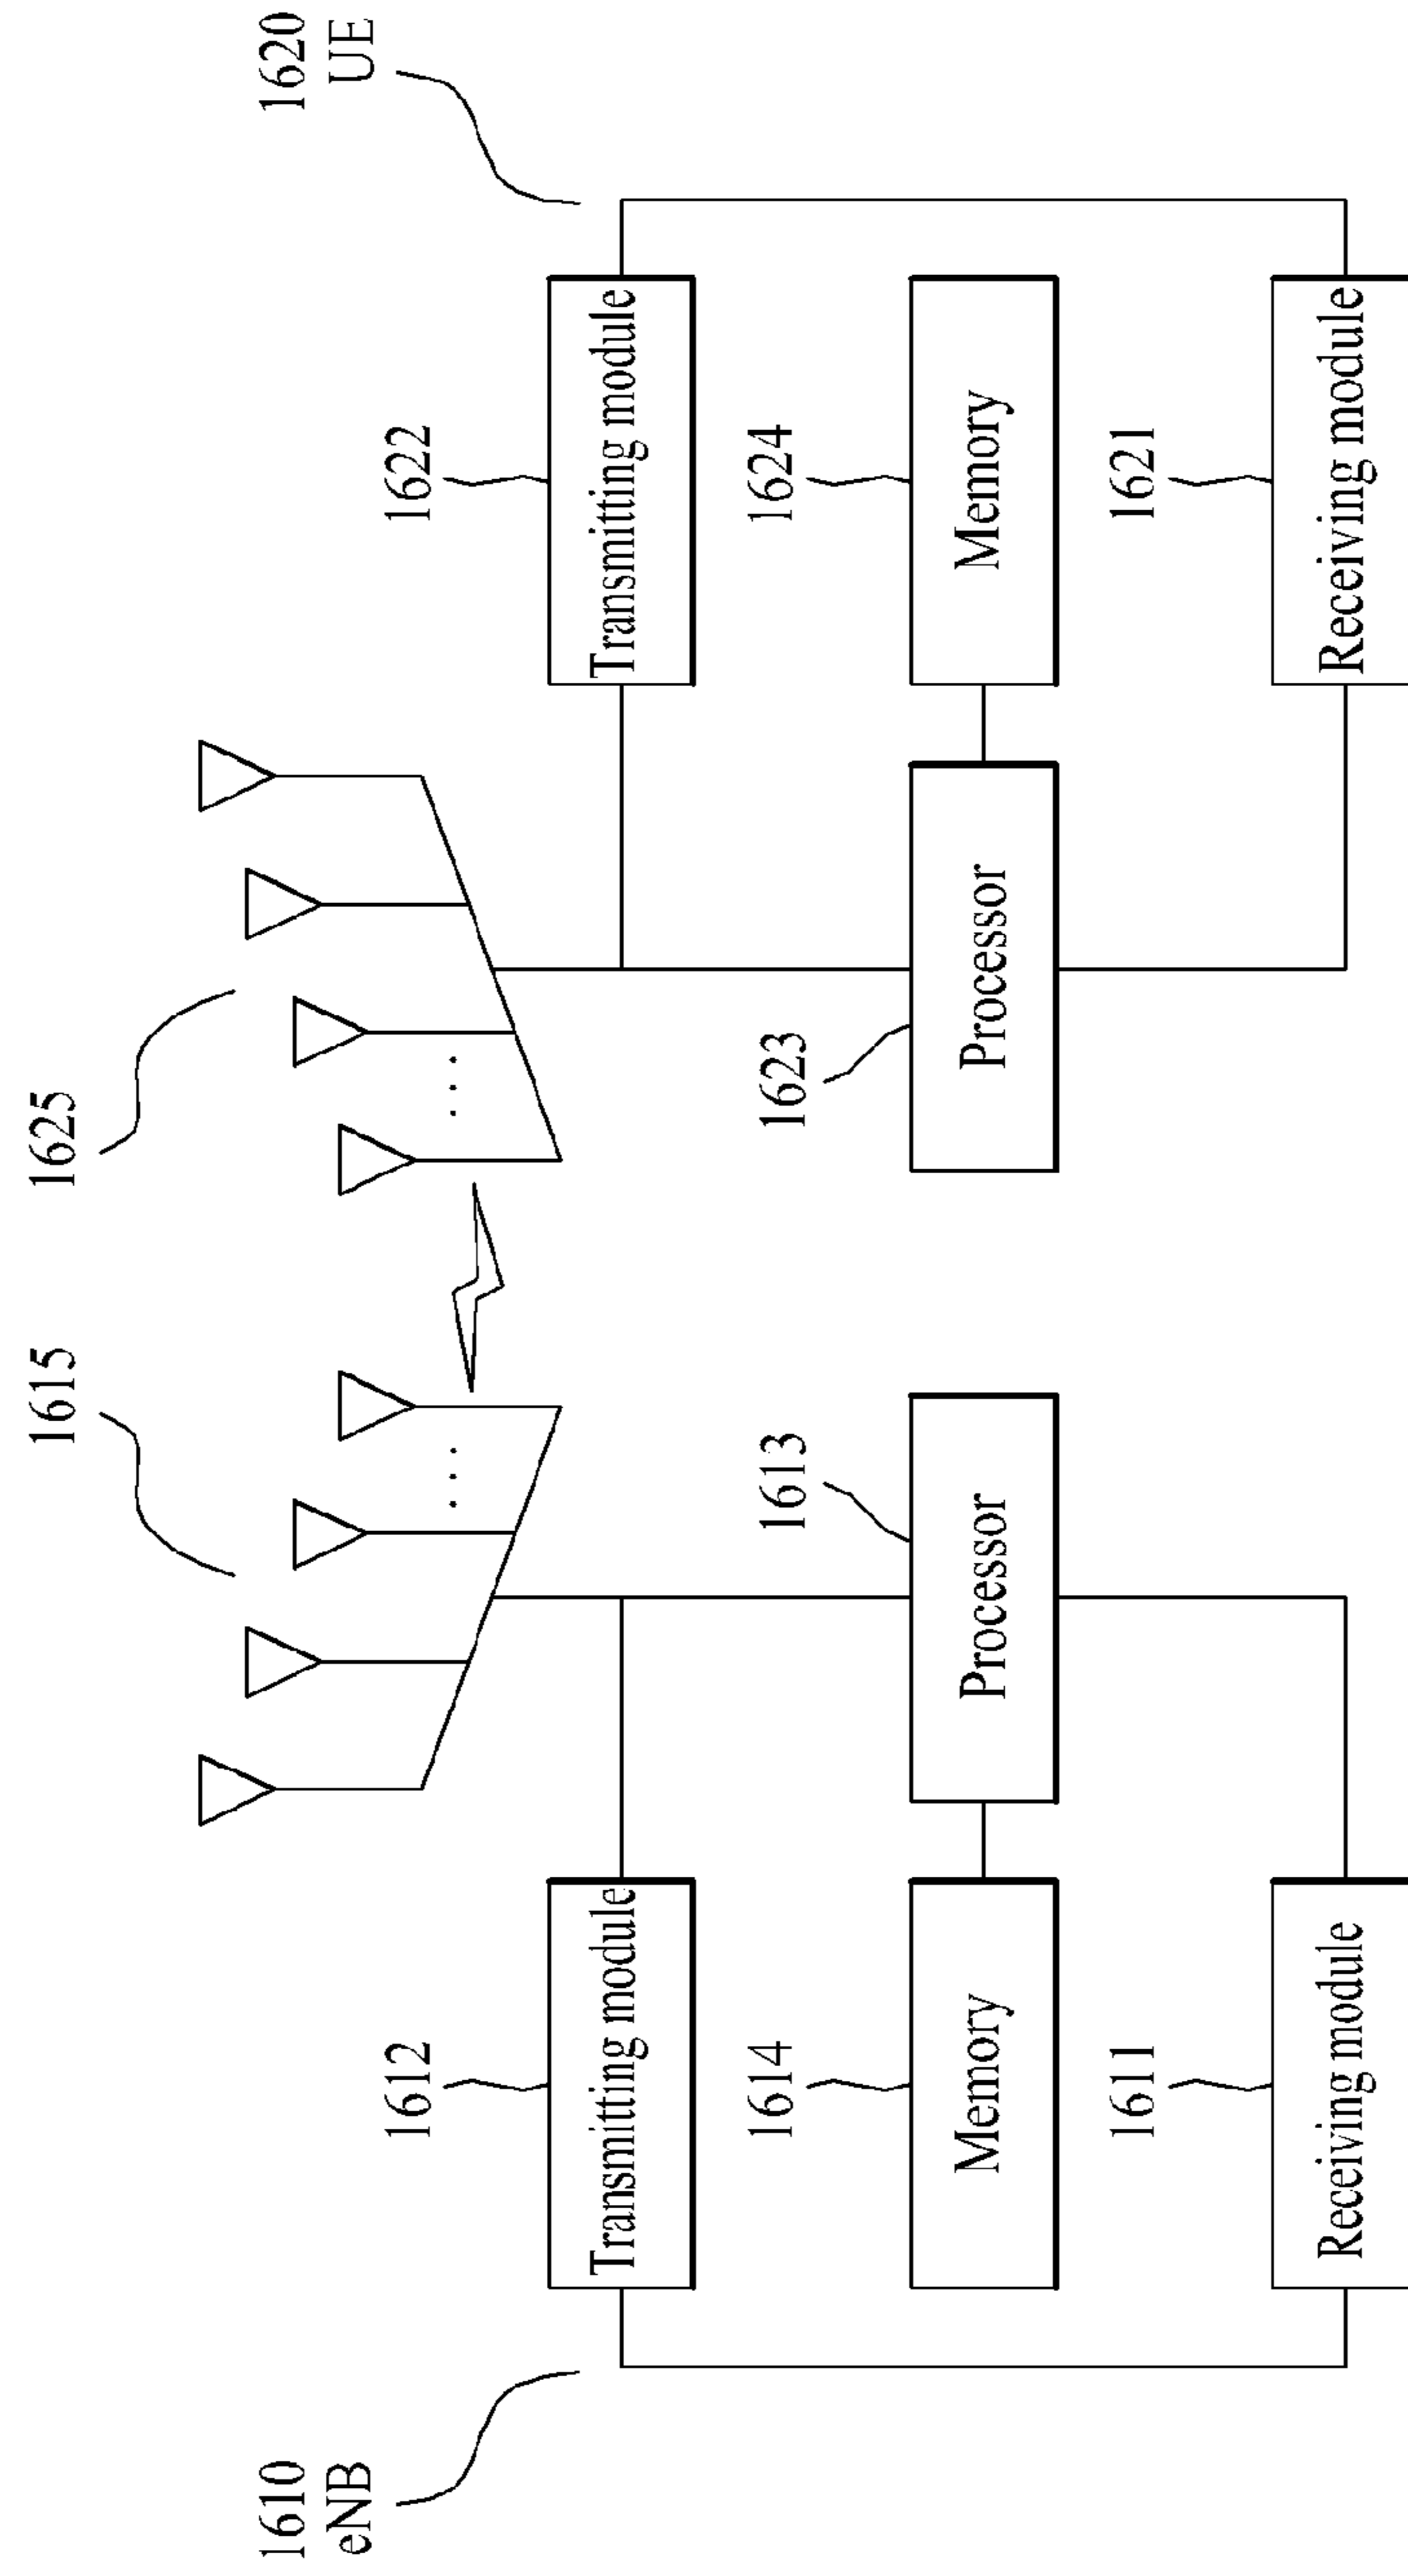 1615
1625
1610
eNB
1620
UE
1612
Transmitting module
1622
Transmitting module
1614
Memory
1613
Processor
1623
Processor
1624
Memory
1611
Receiving module
1621
Receiving module